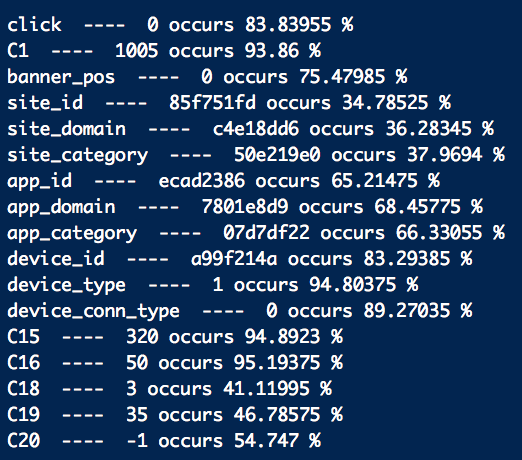 click  ----  0 occurs 83.83955 %
C1  ----  1005 occurs 93.86 %
banner_pos  ----  0 occurs 75.47985 %
site_id  ----  85f751fd occurs 34.78525 %
site_domain  ----  c4e18dd6 occurs 36.28345 %
site_category  ----  50e219e0 occurs 37.9694 %
app_id  ----  ecad2386 occurs 65.21475 %
app_domain  ----  7801e8d9 occurs 68.45775 %
app_category  ----  07d7df22 occurs 66.33055 %
device_id  ----  a99f214a occurs 83.29385 %
device_type  ----  1 occurs 94.80375 %
device_conn_type  ----  0 occurs 89.27035 %
C15  ----  320 occurs 94.8923 %
C16  ----  50 occurs 95.19375 %
C18  ----  3 occurs 41.11995 %
C19  ----  35 occurs 46.78575 %
C20  ----  -1 occurs 54.747 %